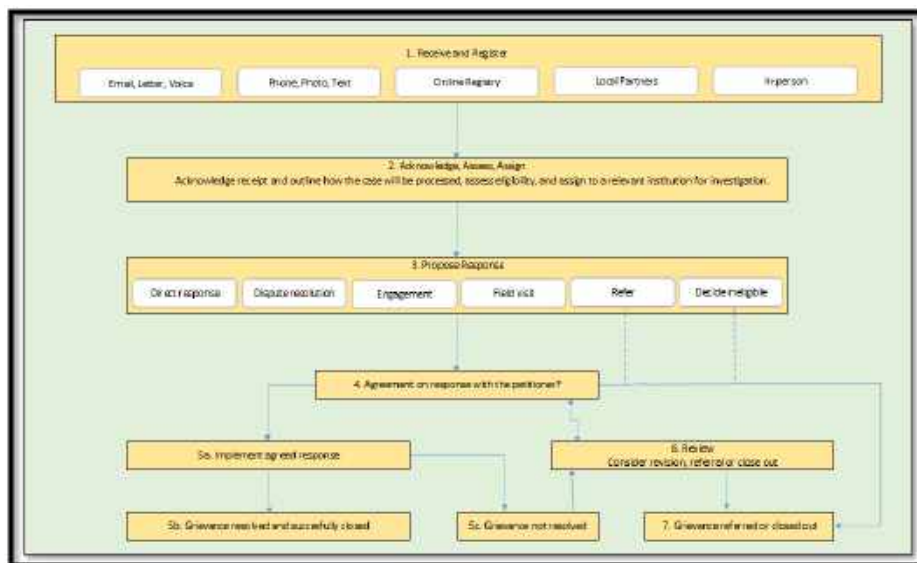 1. Receive and Register
Email, Letter, Voice
Phone, Photo, Text
Online Registry
Local Partners
In-person
2. Acknowledge, Assess, Assign
Acknowledge receipt and outline how the case will be processed, assess eligibility, and assign to a relevant institution for investigation.
3. Propose Response
Direct response
Dispute resolution
Engagement
Field visit
Refer
Decide ineligible
4. Agreement on response with the petitioner?
5a. Implement agreed response
6. Review
Consider revision, referral or close out
5b. Grievance resolved and succesfully closed
5c. Grievance not resolved
7. Grievance referred or closed out